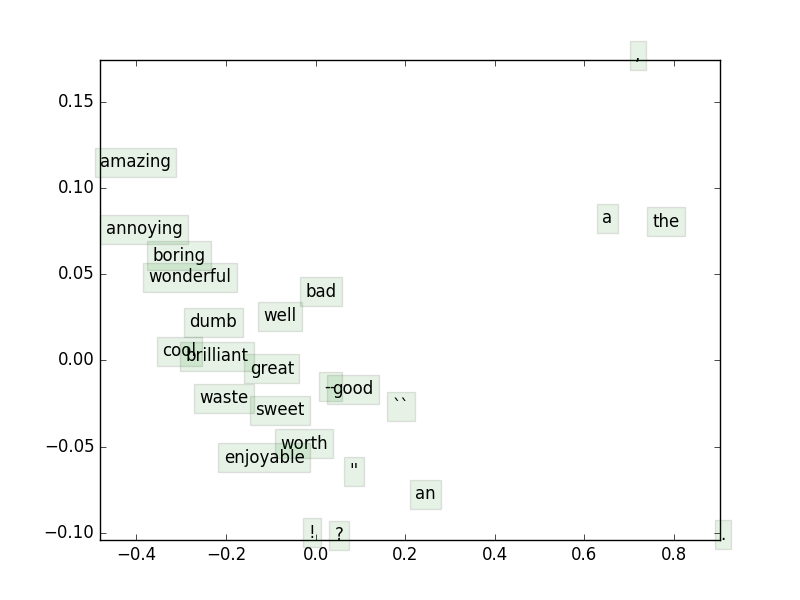 ,
0.15
amazing
0.10
a
the
annoying
boring
0.05
wonderful
bad
well
dumb
cool
brilliant
0.00
great
--
good
waste
``
sweet
worth
−0.05
enjoyable
"
an
!
?
.
−0.10
−0.4 −0.2 0.0 0.2 0.4 0.6 0.8